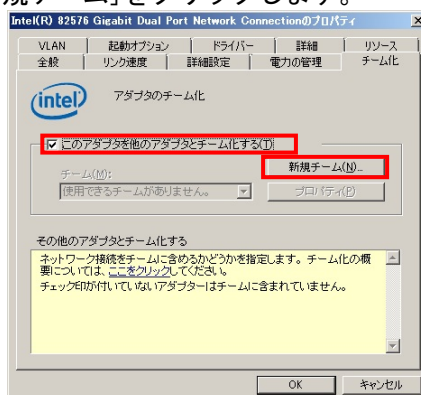 規チーム」をクリックします。
Intel(R) 82576 Gigabit Dual Port Network Connectionのプロパティ
VLAN 起動オプション ドライバー 詳細 リソース
全般 リンク速度 詳細設定 電力の管理 チーム化
intel アダプタのチーム化
このアダプタを他のアダプタとチーム化する(T)
新規チーム(N)...
チーム(M):
使用できるチームがありません。 プロパティ(P)
その他のアダプタとチーム化する
ネットワーク接続をチームに含めるかどうかを指定します。チーム化の概
要については、ここをクリックしてください。
チェック印が付いていないアダプターはチームに含まれていません。
OK キャンセル